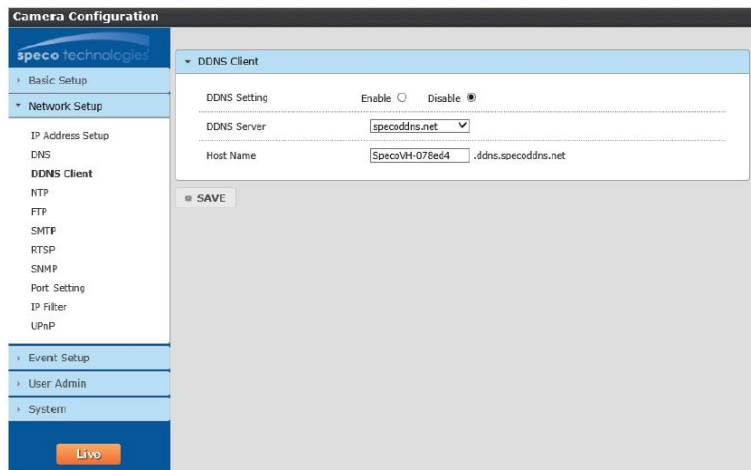 Camera Configuration
speco technologies
Basic Setup
Network Setup
IP Address Setup
DNS
DDNS Client
NTP
FTP
SMTP
RTSP
SNMP
Port Setting
IP Filter
UPnP
Event Setup
User Admin
System
Live
DDNS Client
DDNS Setting Enable Disable
DDNS Server specoddns.net
Host Name SpecoVH-078ed4 .ddns.specoddns.net
SAVE